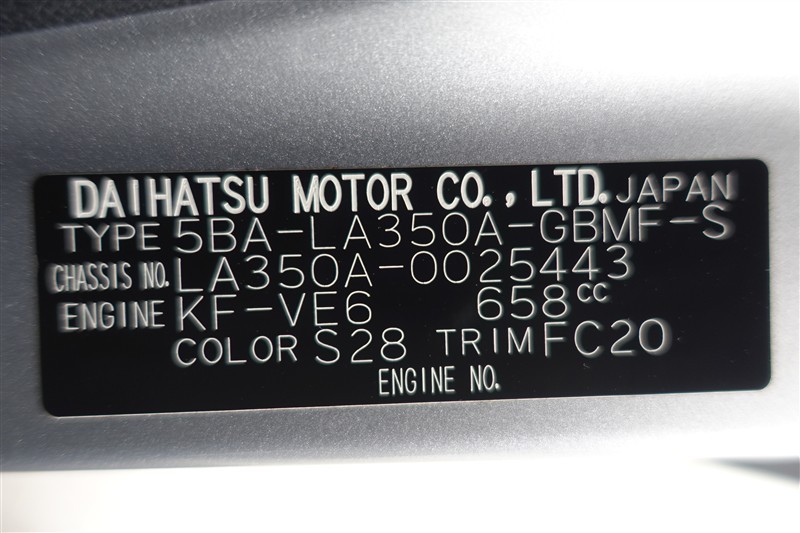 DAIHATSU MOTOR CO., LTD. JAPAN
TYPE 5BA-LA350A-GBMF-S
CHASSIS NO. LA350A-0025443
ENGINE KF-VE6 658cc
COLOR S28 TRIM FC20
ENGINE NO.